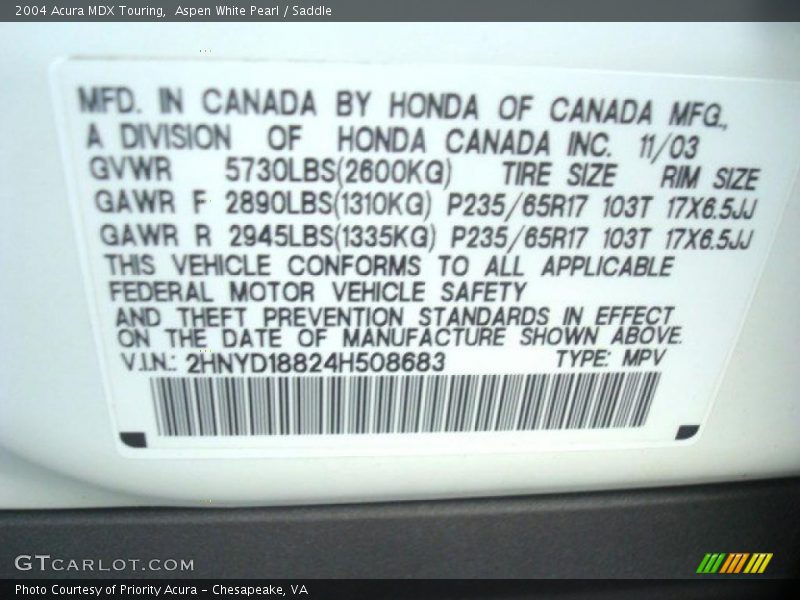 2004 Acura MDX Touring,  Aspen White Pearl / Saddle
MFD. IN CANADA BY HONDA OF CANADA MFG.,
A DIVISION OF HONDA CANADA INC. 11/03
GVWR 5730LBS(2600KG) TIRE SIZE RIM SIZE
GAWR F 2890LBS(1310KG) P235/65R17 103T 17X6.5JJ
GAWR R 2945LBS(1335KG) P235/65R17 103T 17X6.5JJ
THIS VEHICLE CONFORMS TO ALL APPLICABLE
FEDERAL MOTOR VEHICLE SAFETY
AND THEFT PREVENTION STANDARDS IN EFFECT
ON THE DATE OF MANUFACTURE SHOWN ABOVE.
V.I.N.: 2HNYD18824H508683 TYPE: MPV
GTCARLOT.COM
Photo Courtesy of Priority Acura – Chesapeake, VA